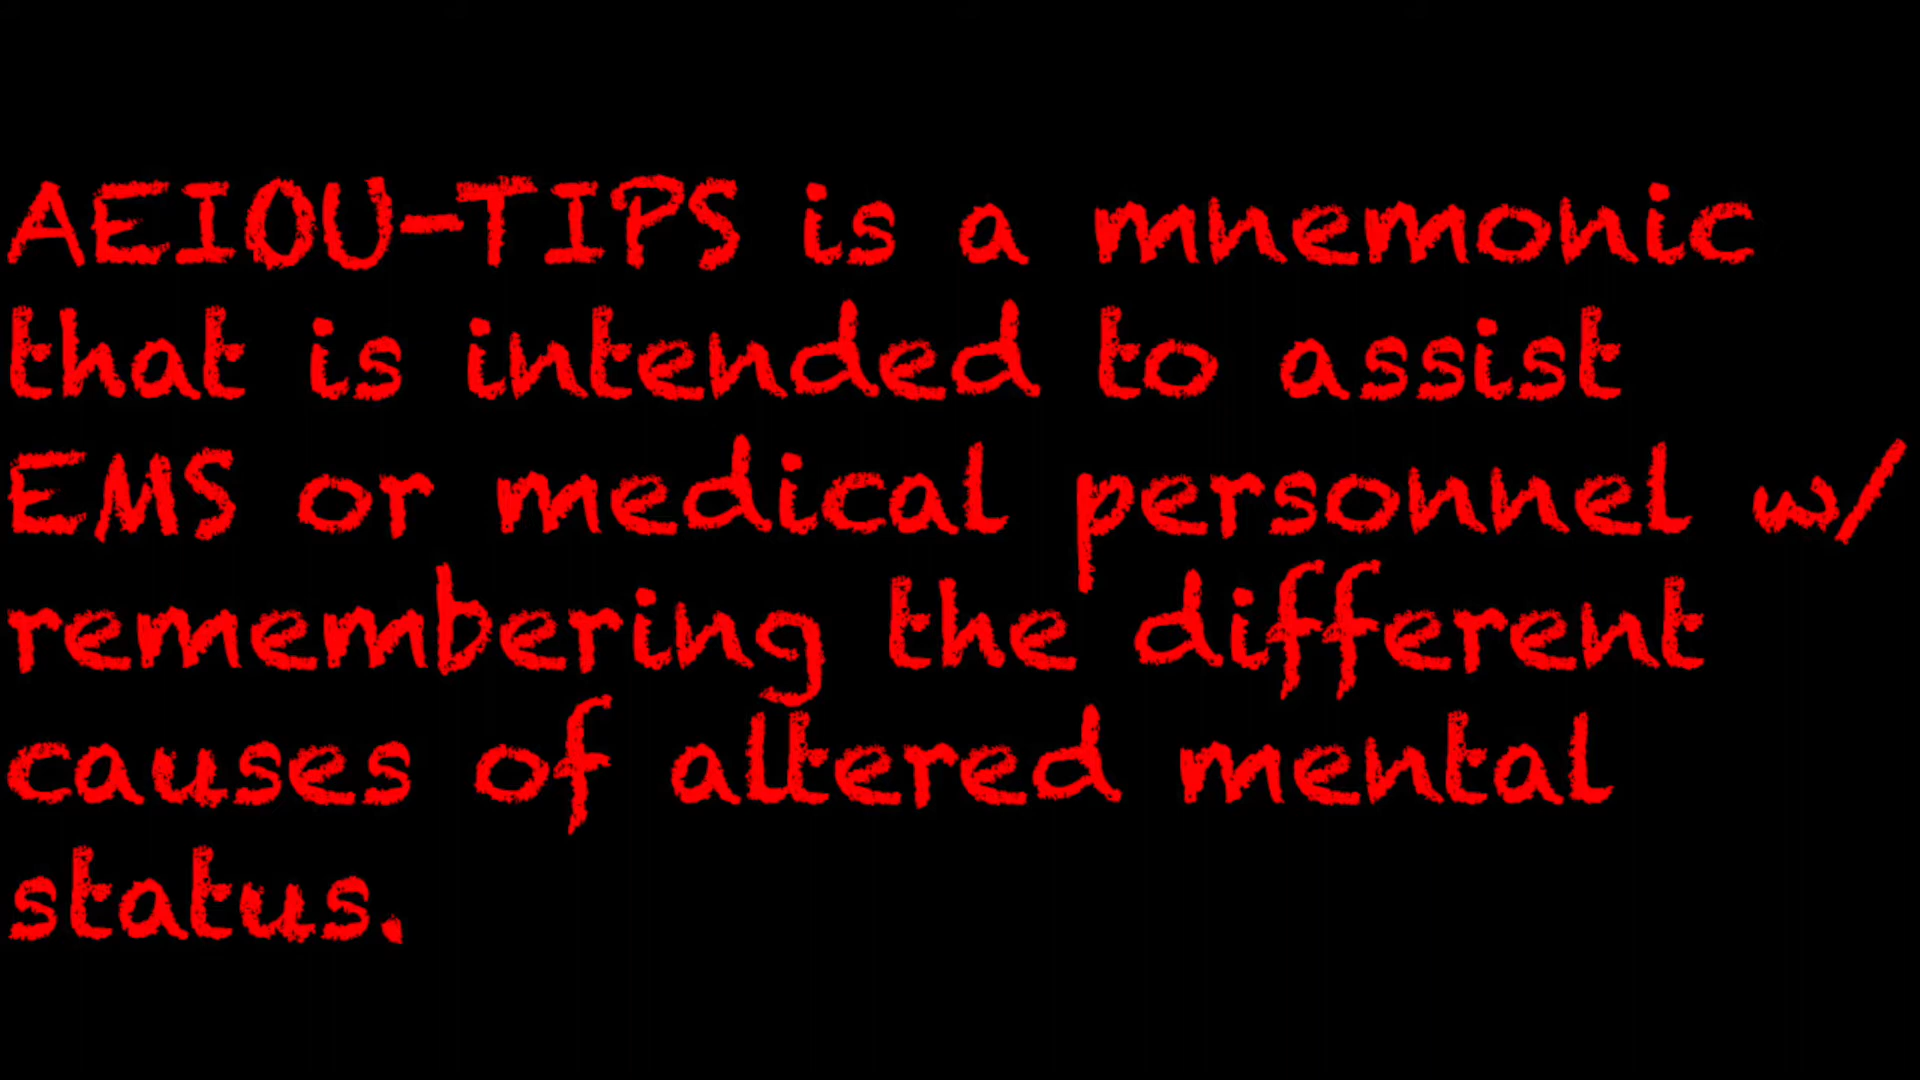 AEIOU-TIPS is a mnemonic
that is intended to assist
EMS or medical personnel w/
remembering the different
causes of altered mental
status.